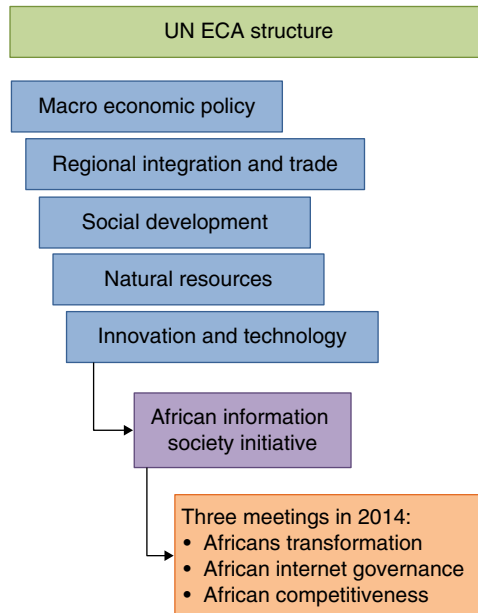 UN ECA structure
Macro economic policy
Regional integration and trade
Social development
Natural resources
Innovation and technology
African information
society initiative
Three meetings in 2014:
• Africans transformation
• African internet governance
• African competitiveness